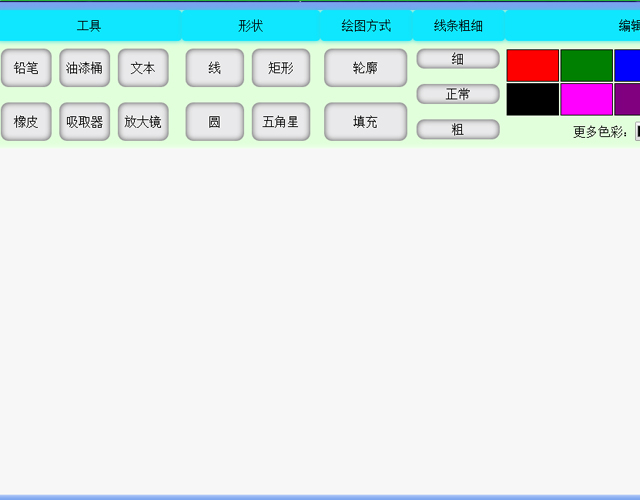 工具 形状 绘图方式 线条粗细 编辑
铅笔 油漆桶 文本 线 矩形 轮廓 细
正常
橡皮 吸取器 放大镜 圆 五角星 填充 粗
更多色彩：